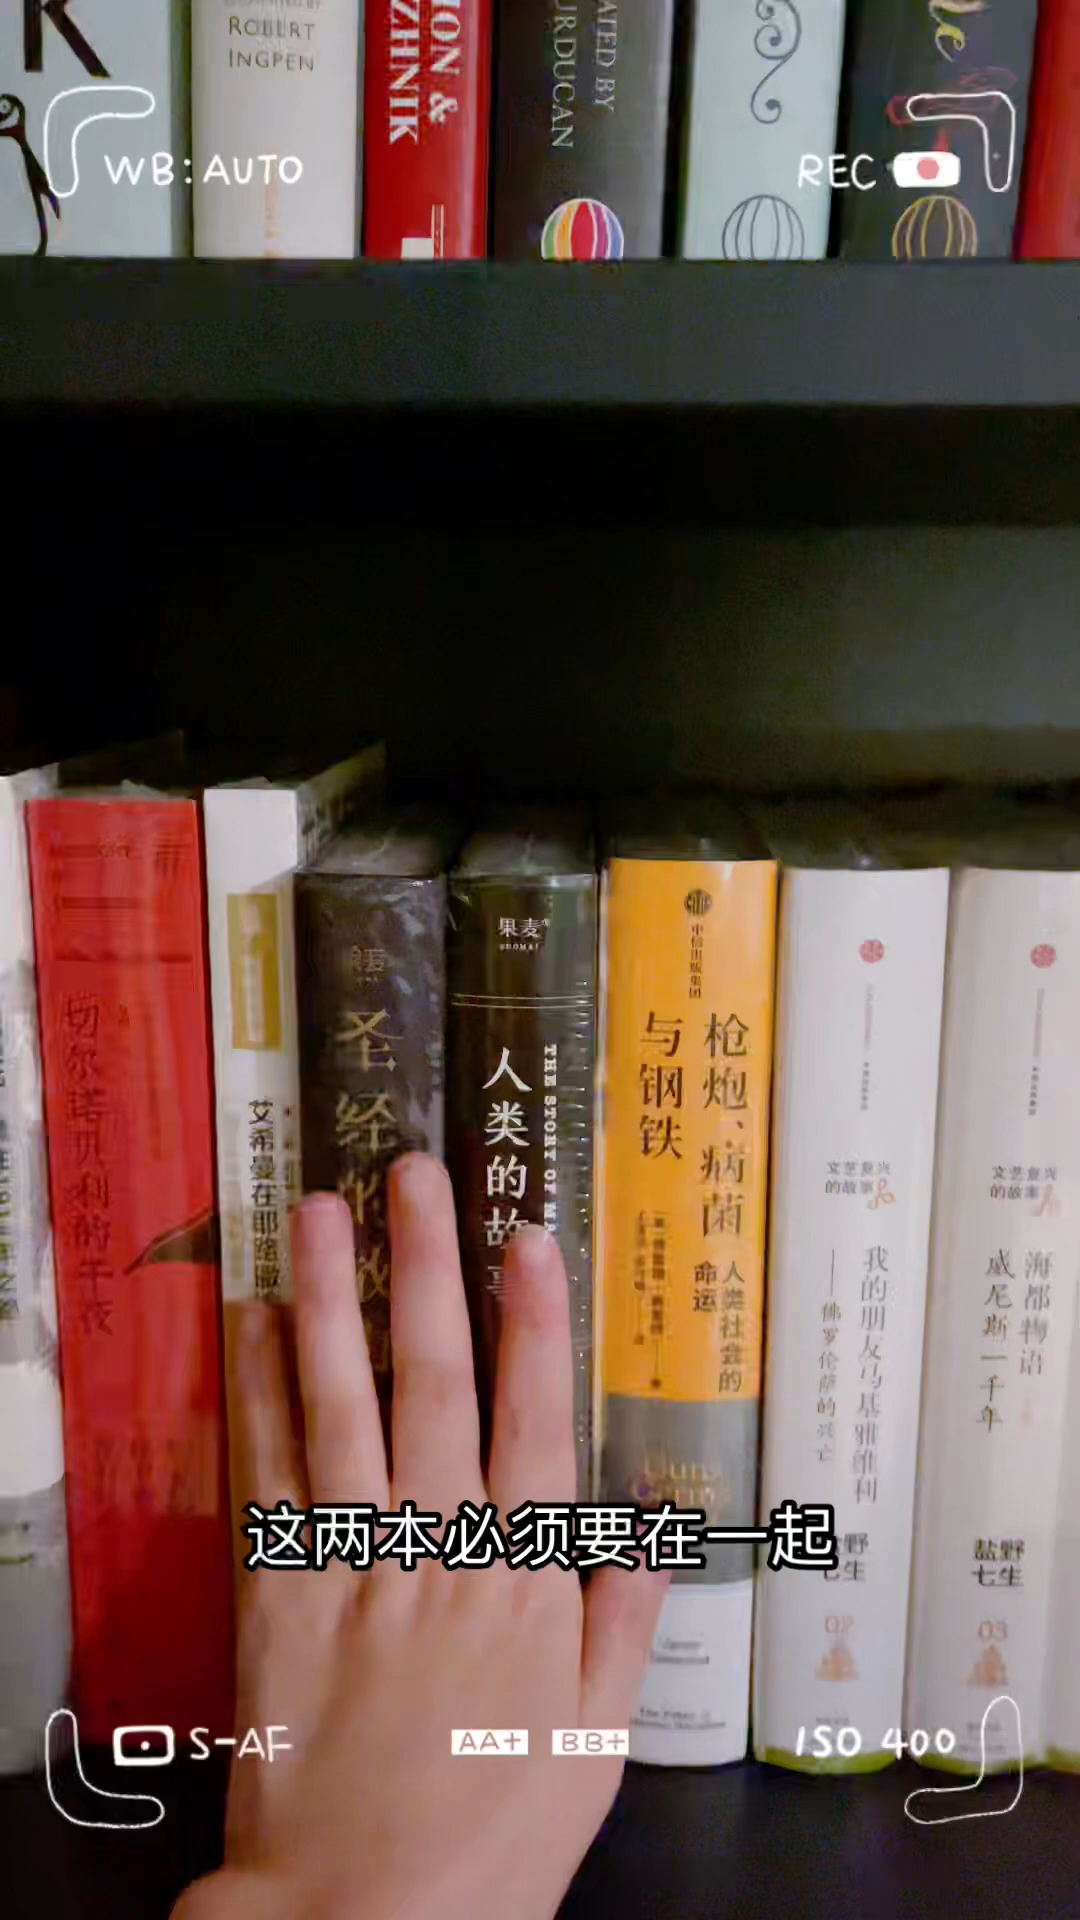 K
ROBERT
INGPEN
ION &
ZHNIK
ATED BY
URDUCAN
WB: AUTO
REC
切尔诺贝利的午夜
艾希曼在耶路撒
圣经的故
果麦
GUOMAI
人类的故
THE STORY OF MA
中信出版集团
枪炮、病菌
与钢铁
人类社会的
命运
文艺复兴
的故事
我的朋友马基雅维利
——佛罗伦萨的兴亡
野
七生
02
文艺复兴
的故事
海都物语
威尼斯一千年
盐野
七生
03
这两本必须要在一起
S-AF
AA+
BB+
ISO 400